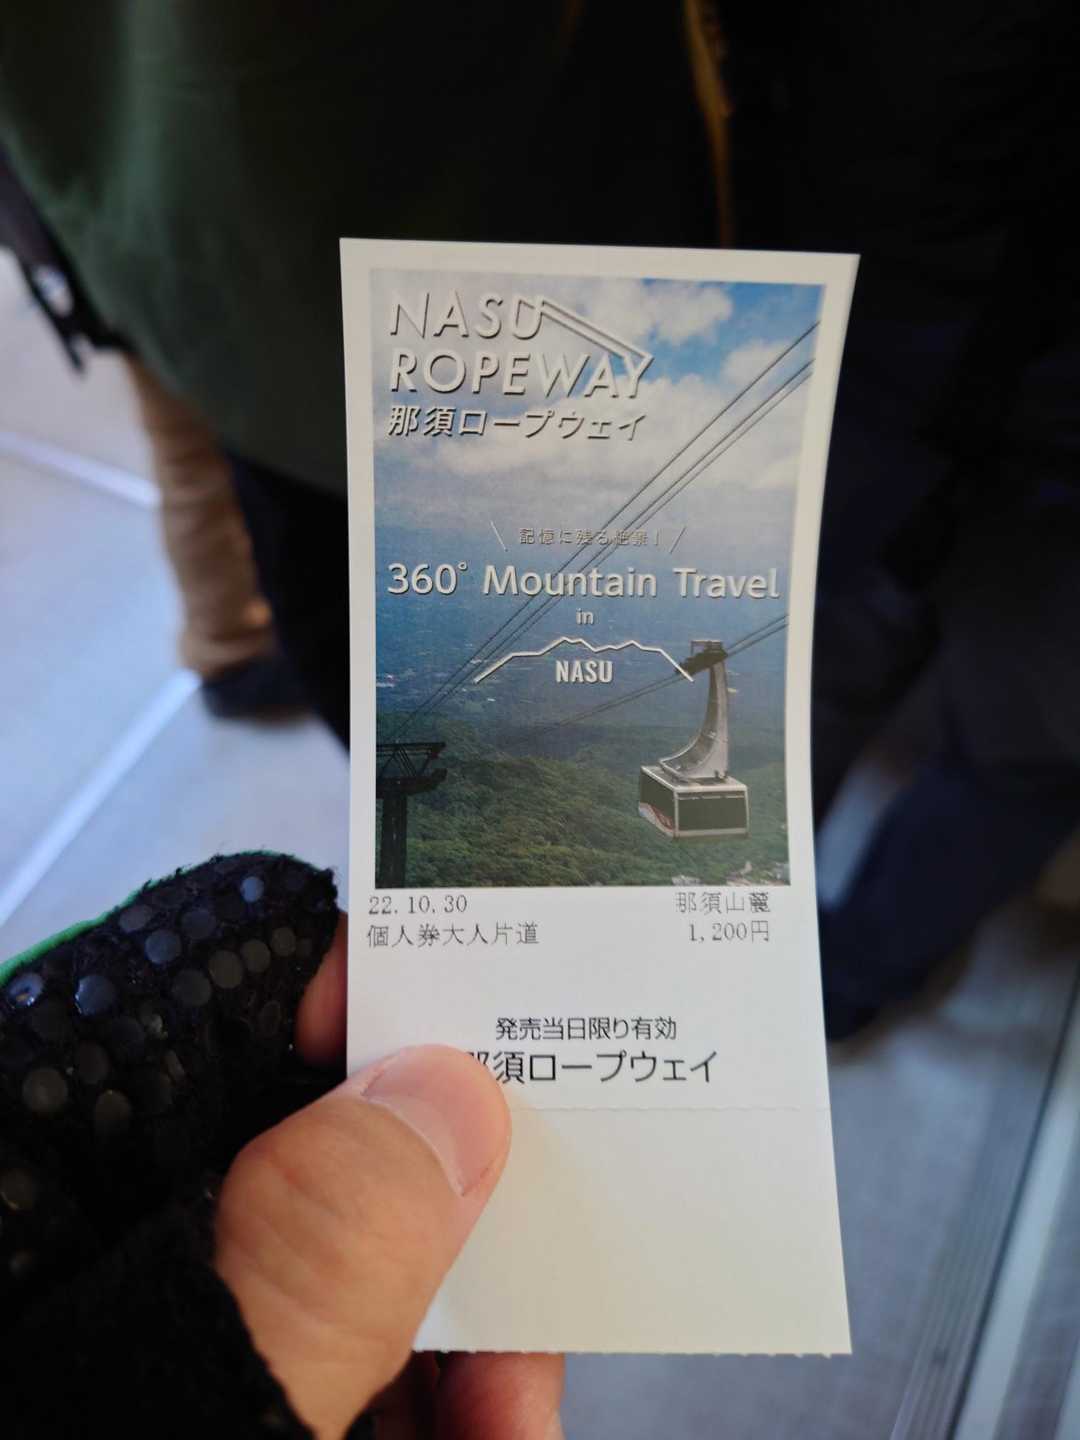 NASU
ROPEWAY
那須ロープウェイ
記憶に残る絶景！
360° Mountain Travel
in
NASU
22.10.30 那須山麓
個人券大人片道 1,200円
発売当日限り有効
那須ロープウェイ